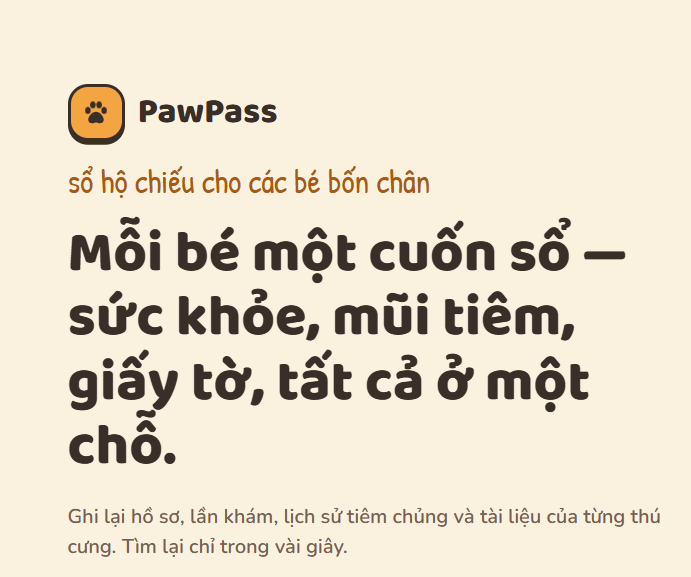 PawPass
sổ hộ chiếu cho các bé bốn chân
Mỗi bé một cuốn sổ —
sức khỏe, mũi tiêm,
giấy tờ, tất cả ở một
chỗ.
Ghi lại hồ sơ, lần khám, lịch sử tiêm chủng và tài liệu của từng thú
cưng. Tìm lại chỉ trong vài giây.